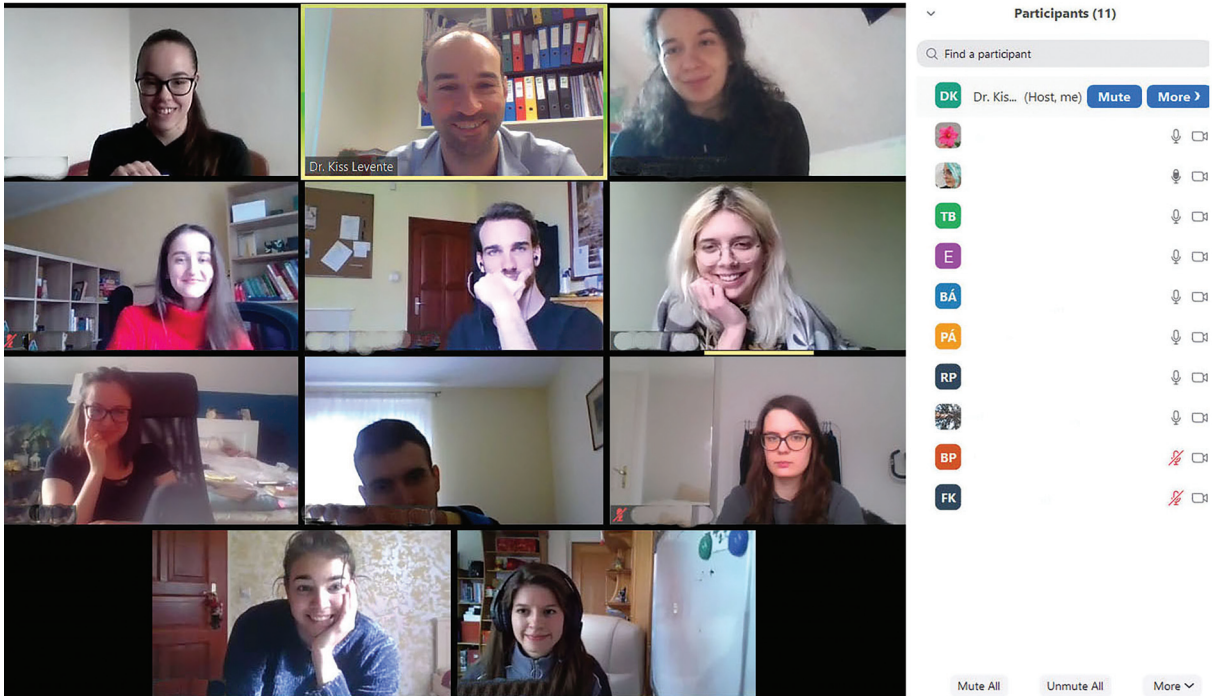 Dr. Kiss Levente
Participants (11)
Find a participant
DK Dr. Kis... (Host, me) Mute More
TB
E
BÁ
PÁ
RP
BP
FK
Mute All Unmute All More